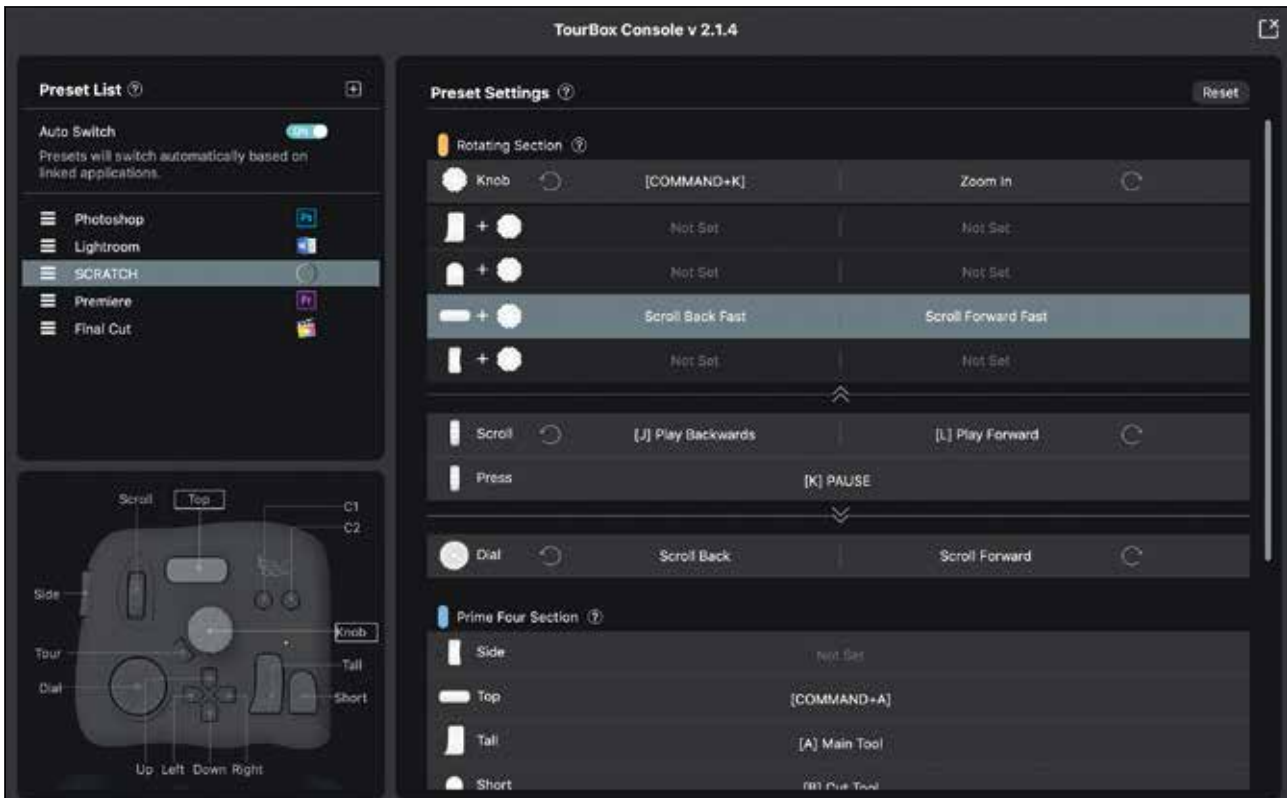 TourBox Console v 2.1.4
Preset List ?
Auto Switch ON
Presets will switch automatically based on
linked applications.
Photoshop Ps
Lightroom W
SCRATCH
Premiere Pr
Final Cut
Scroll Top
C1
C2
Side
Knob
Tour
Tall
Dial
Short
Up Left Down Right
Preset Settings ? Reset
Rotating Section ?
Knob [COMMAND+K] Zoom In
+ Not Set Not Set
+ Not Set Not Set
+ Scroll Back Fast Scroll Forward Fast
+ Not Set Not Set
Scroll [J] Play Backwards [L] Play Forward
Press [K] PAUSE
Dial Scroll Back Scroll Forward
Prime Four Section ?
Side Not Set
Top [COMMAND+A]
Tall [A] Main Tool
Short [B] Cut Tool